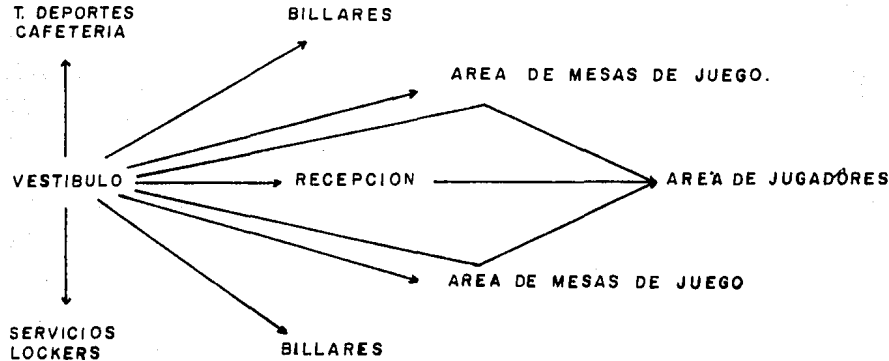 T. DEPORTES
CAFETERIA
BILLARES
AREA DE MESAS DE JUEGO.
VESTIBULO
RECEPCION
AREA DE JUGADORES
AREA DE MESAS DE JUEGO
SERVICIOS
LOCKERS
BILLARES